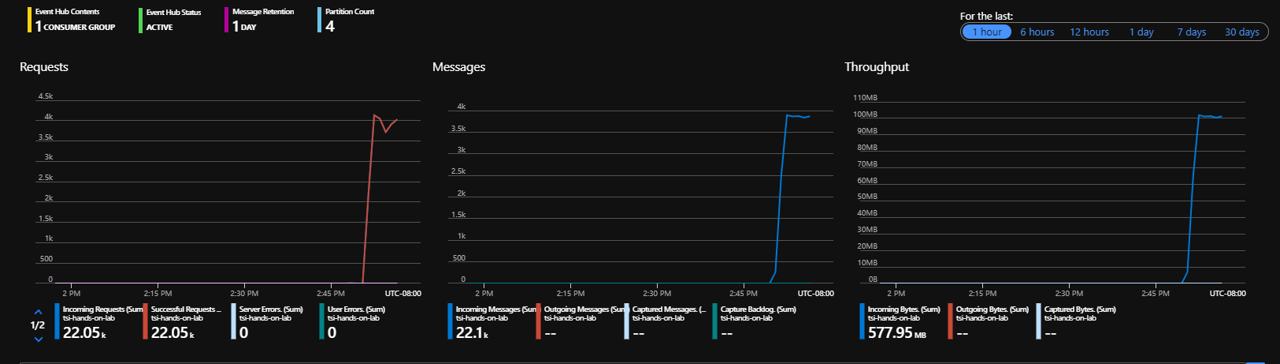 Event Hub Contents
1 CONSUMER GROUP
Event Hub Status
ACTIVE
Message Retention
1 DAY
Partition Count
4
For the last:
1 hour 6 hours 12 hours 1 day 7 days 30 days
Requests
4.5k
4k
3.5k
3k
2.5k
2k
1.5k
1k
500
0
2 PM 2:15 PM 2:30 PM 2:45 PM UTC-08:00
1/2
Incoming Requests (Sum)
tsi-hands-on-lab
22.05 k
Successful Requests ...
tsi-hands-on-lab
22.05 k
Server Errors. (Sum)
tsi-hands-on-lab
0
User Errors. (Sum)
tsi-hands-on-lab
0
Messages
4k
3.5k
3k
2.5k
2k
1.5k
1k
500
0
2 PM 2:15 PM 2:30 PM 2:45 PM UTC-08:00
Incoming Messages (Sum)
tsi-hands-on-lab
22.1 k
Outgoing Messages (Sum)
tsi-hands-on-lab
--
Captured Messages. (...
tsi-hands-on-lab
--
Capture Backlog. (Sum)
tsi-hands-on-lab
--
Throughput
110MB
100MB
90MB
80MB
70MB
60MB
50MB
40MB
30MB
20MB
10MB
0B
2 PM 2:15 PM 2:30 PM 2:45 PM UTC-08:00
Incoming Bytes. (Sum)
tsi-hands-on-lab
577.95 MB
Outgoing Bytes. (Sum)
tsi-hands-on-lab
--
Captured Bytes. (Sum)
tsi-hands-on-lab
--